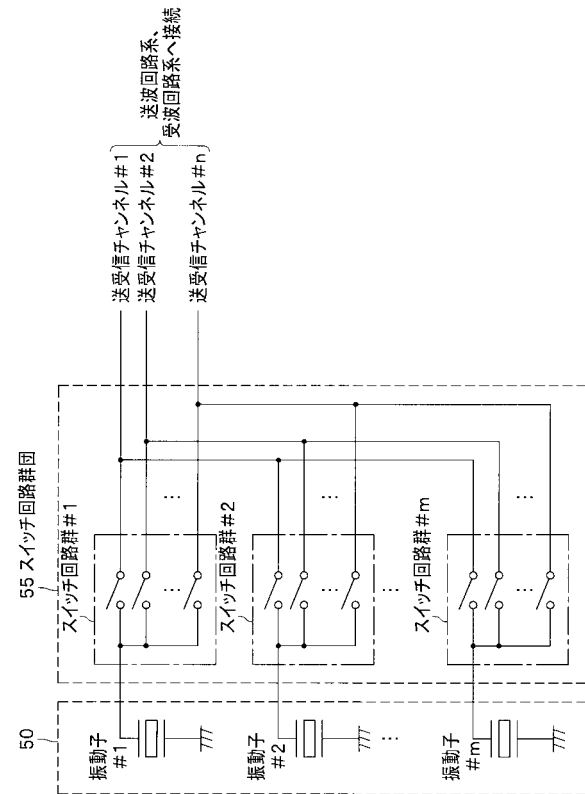 50
55 スイッチ回路群団
振動子
#1
スイッチ回路群#1
…
…
送受信チャンネル#1
送受信チャンネル#2
送受信チャンネル#n
送波回路系、
受波回路系へ接続
振動子
#2
スイッチ回路群#2
…
…
…
…
振動子
#m
スイッチ回路群#m
…
…